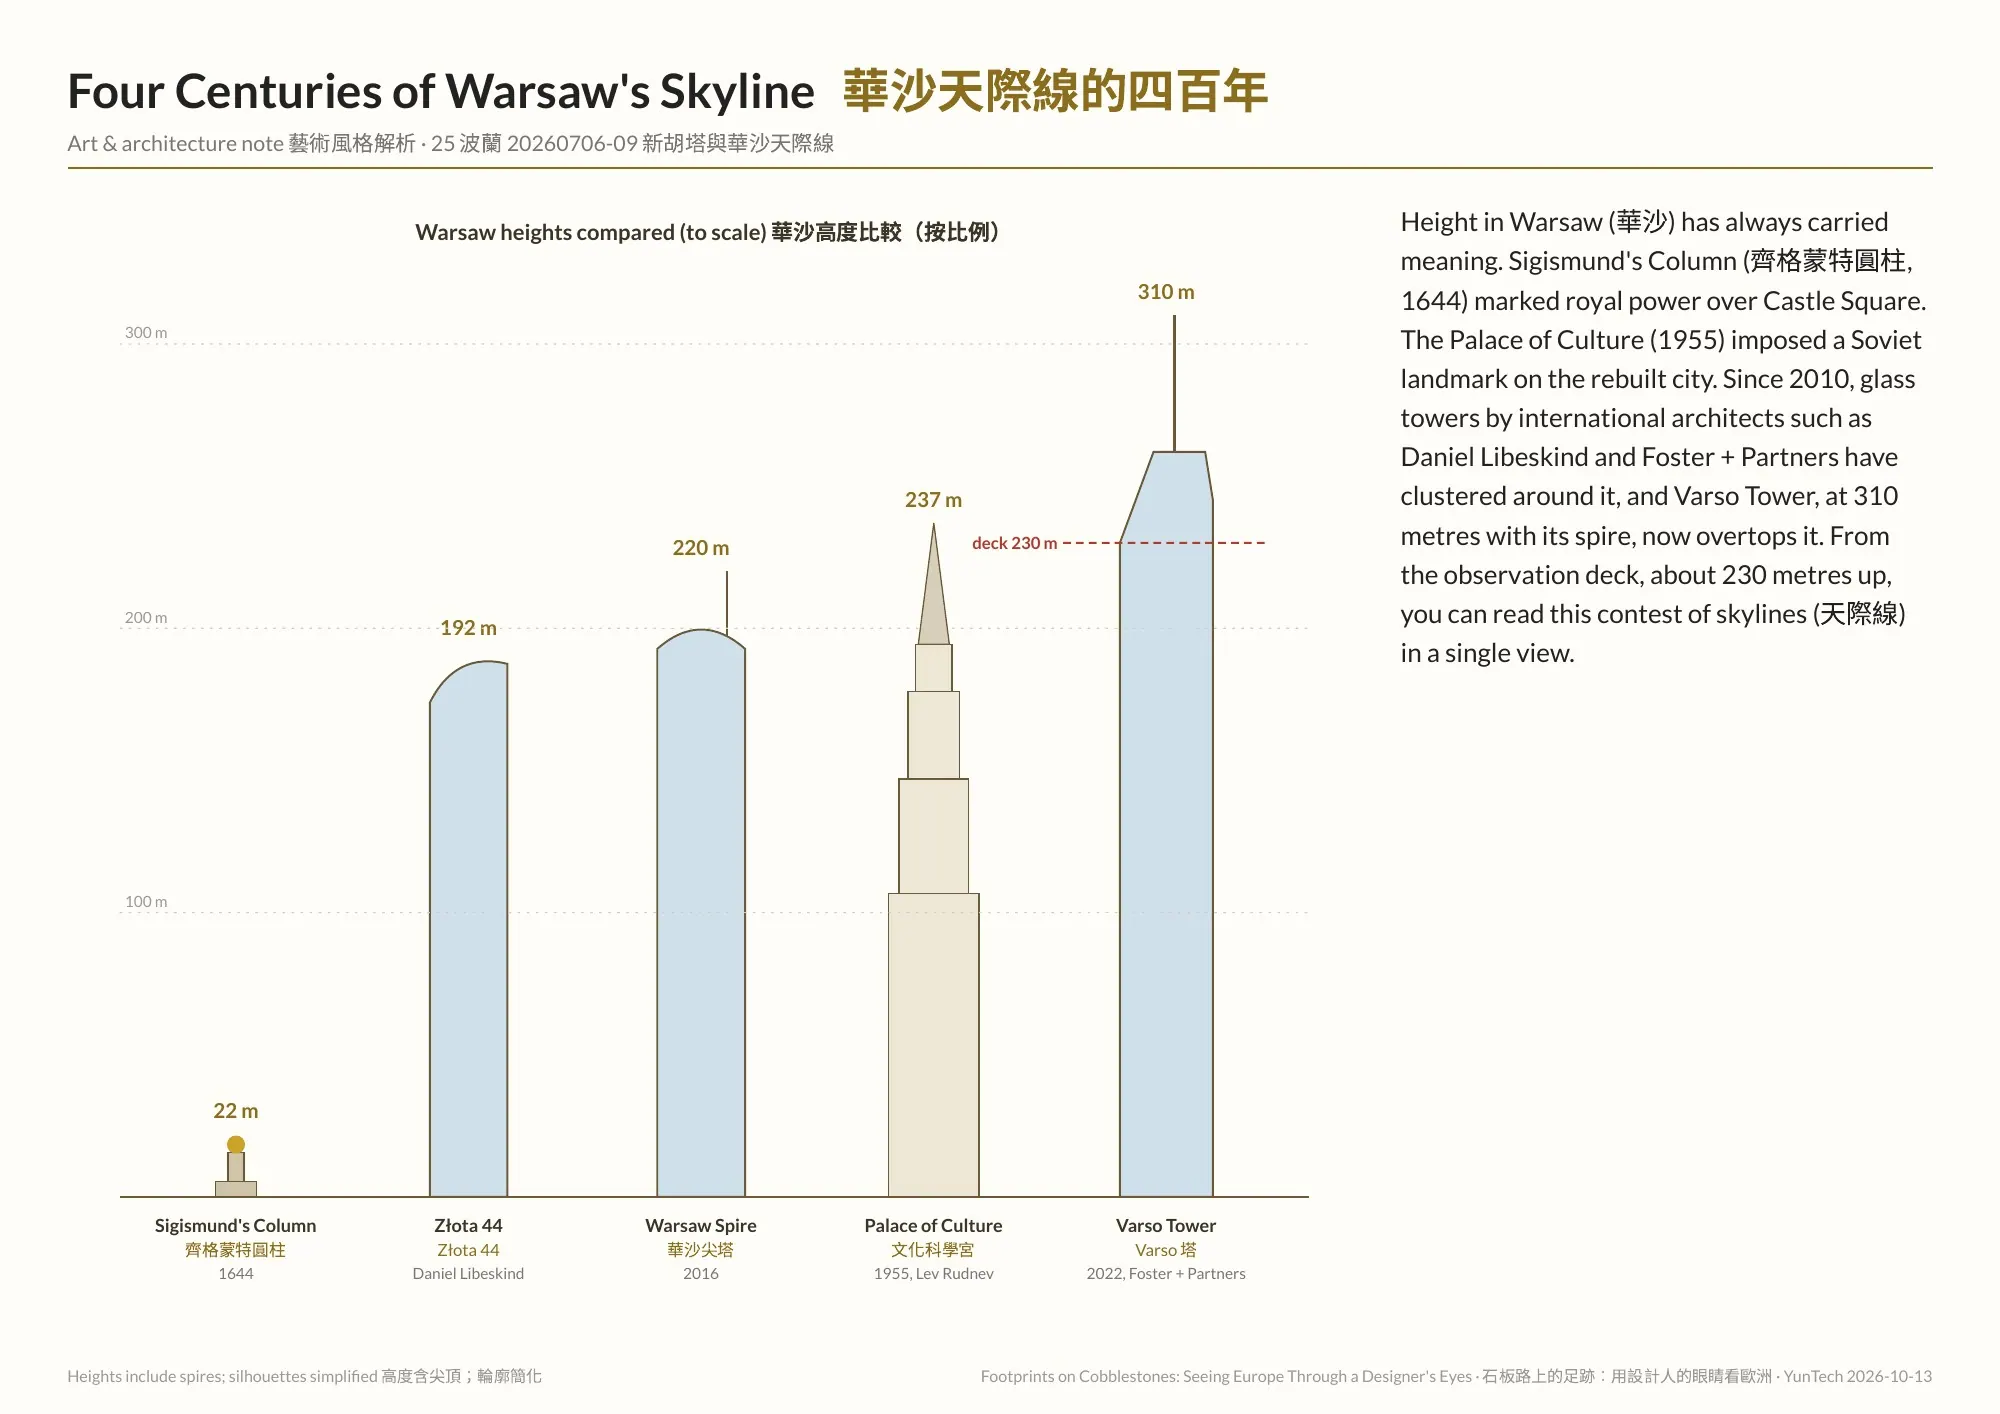 Four Centuries of Warsaw's Skyline 華沙天際線的四百年
Art & architecture note 藝術風格解析 · 25 波蘭 20260706-09 新胡塔與華沙天際線
Warsaw heights compared (to scale) 華沙高度比較（按比例）
300 m
200 m
100 m
22 m
192 m
220 m
237 m
deck 230 m
310 m
Sigismund's Column
齊格蒙特圓柱
1644
Złota 44
Złota 44
Daniel Libeskind
Warsaw Spire
華沙尖塔
2016
Palace of Culture
文化科學宮
1955, Lev Rudnev
Varso Tower
Varso 塔
2022, Foster + Partners
Height in Warsaw (華沙) has always carried
meaning. Sigismund's Column (齊格蒙特圓柱,
1644) marked royal power over Castle Square.
The Palace of Culture (1955) imposed a Soviet
landmark on the rebuilt city. Since 2010, glass
towers by international architects such as
Daniel Libeskind and Foster + Partners have
clustered around it, and Varso Tower, at 310
metres with its spire, now overtops it. From
the observation deck, about 230 metres up,
you can read this contest of skylines (天際線)
in a single view.
Heights include spires; silhouettes simplified 高度含尖頂；輪廓簡化
Footprints on Cobblestones: Seeing Europe Through a Designer's Eyes · 石板路上的足跡：用設計人的眼睛看歐洲 · YunTech 2026-10-13